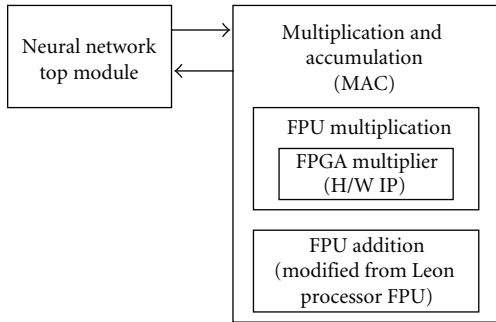 Neural network
top module
Multiplication and
accumulation
(MAC)
FPU multiplication
FPGA multiplier
(H/W IP)
FPU addition
(modified from Leon
processor FPU)